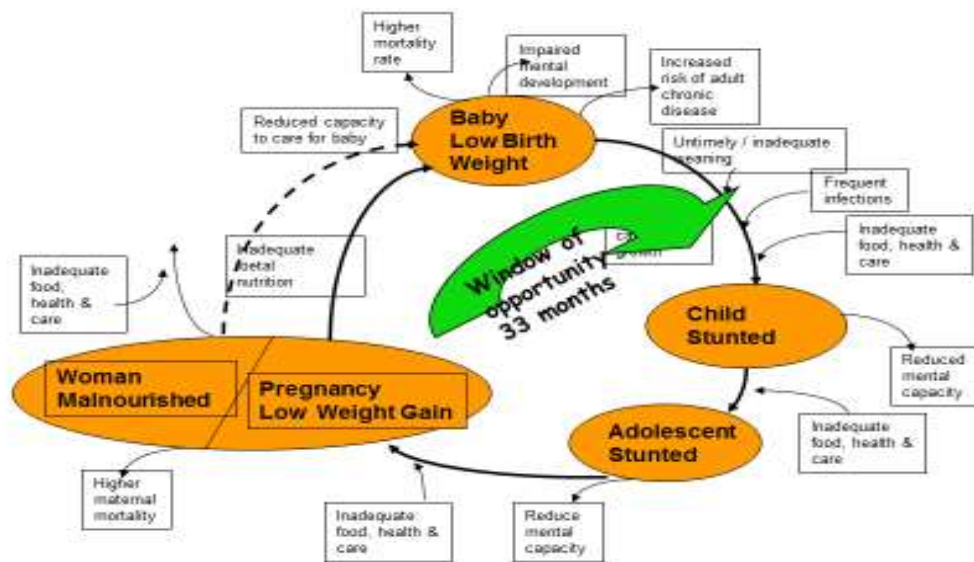 Higher
mortality
rate
Impaired
mental
development
Increased
risk of adult
chronic
disease
Reduced capacity
to care for baby
Baby
Low Birth
Weight
Untimely / inadequate
weaning
Frequent
infections
Inadequate
food, health
& care
Inadequate
foetal
nutrition
Inadequate
food,
health &
care
Window of
opportunity
33 months
growth
Child
Stunted
Reduced
mental
capacity
Woman
Malnourished
Pregnancy
Low Weight Gain
Inadequate
food, health &
care
Adolescent
Stunted
Higher
maternal
mortality
Inadequate
food, health &
care
Reduce
mental
capacity